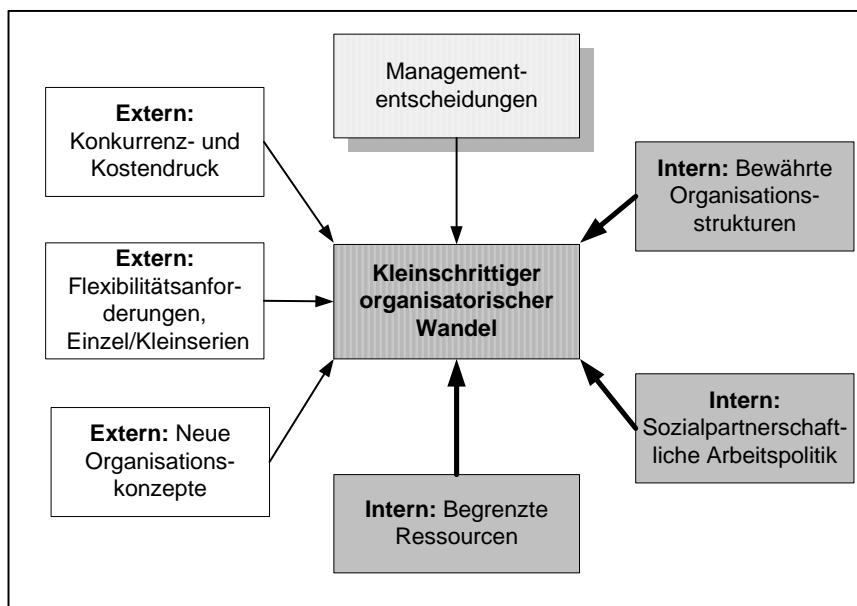 Management-
entscheidungen
Extern:
Konkurrenz- und
Kostendruck
Intern: Bewährte
Organisations-
strukturen
Extern:
Flexibilitätsanfor-
derungen,
Einzel/Kleinserien
Kleinschrittiger
organisatorischer
Wandel
Extern: Neue
Organisations-
konzepte
Intern:
Sozialpartnerschaft-
liche Arbeitspolitik
Intern: Begrenzte
Ressourcen